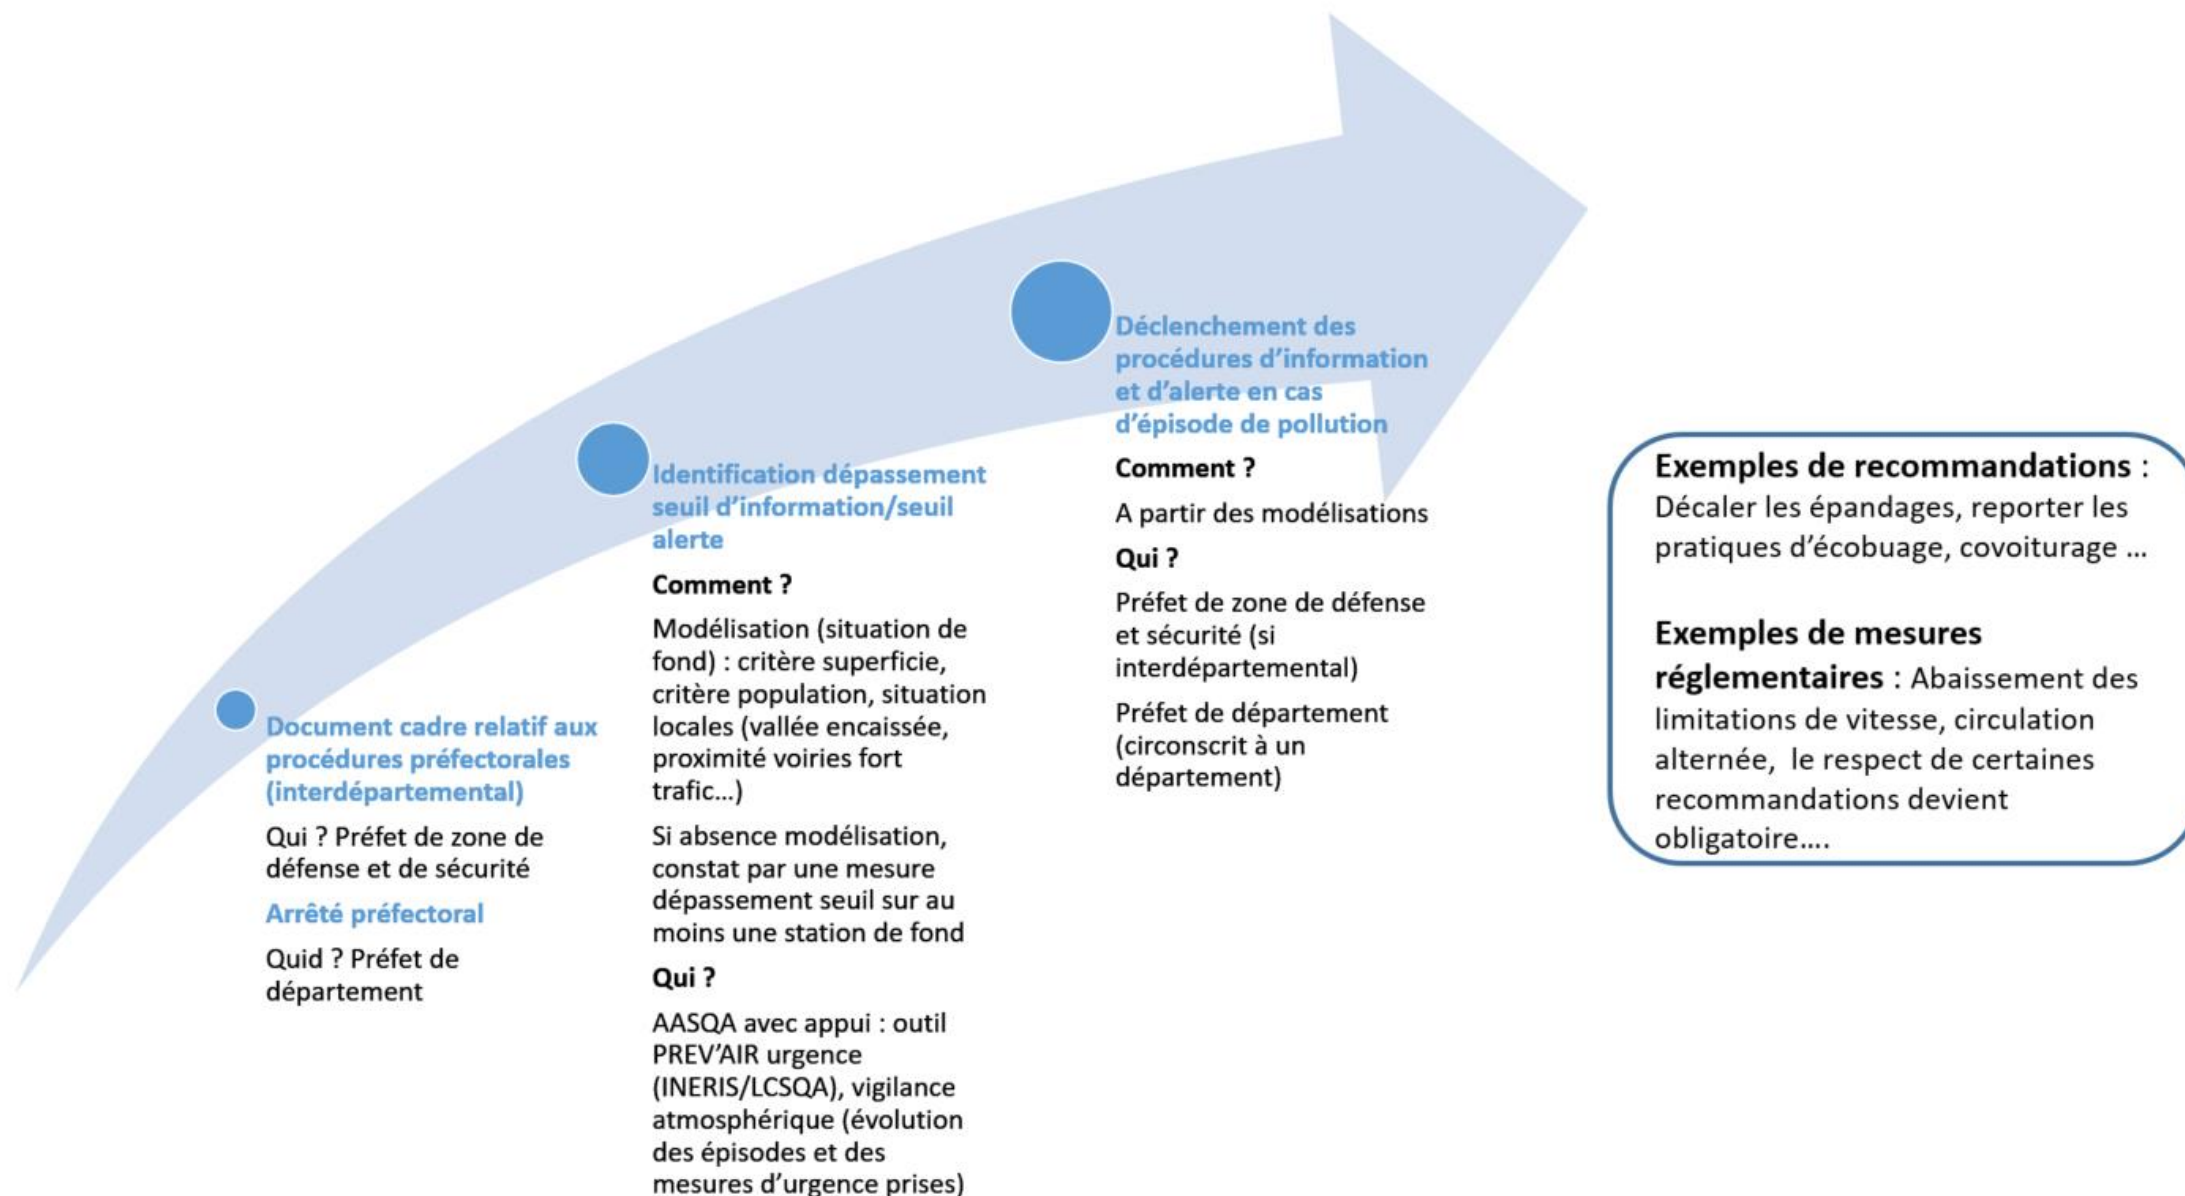 Document cadre relatif aux
procédures préfectorales
(interdépartemental)
Qui ? Préfet de zone de
défense et de sécurité
Arrêté préfectoral
Quid ? Préfet de
département
Identification dépassement
seuil d’information/seuil
alerte
Comment ?
Modélisation (situation de
fond) : critère superficie,
critère population, situation
locales (vallée encaissée,
proximité voiries fort
trafic...)
Si absence modélisation,
constat par une mesure
dépassement seuil sur au
moins une station de fond
Qui ?
AASQA avec appui : outil
PREV’AIR urgence
(INERIS/LCSQA), vigilance
atmosphérique (évolution
des épisodes et des
mesures d’urgence prises)
Déclenchement des
procédures d’information
et d’alerte en cas
d’épisode de pollution
Comment ?
A partir des modélisations
Qui ?
Préfet de zone de défense
et sécurité (si
interdépartemental)
Préfet de département
(circonscrit à un
département)
Exemples de recommandations :
Décaler les épandages, reporter les
pratiques d’écobuage, covoiturage ...
Exemples de mesures
réglementaires : Abaissement des
limitations de vitesse, circulation
alternée, le respect de certaines
recommandations devient
obligatoire....